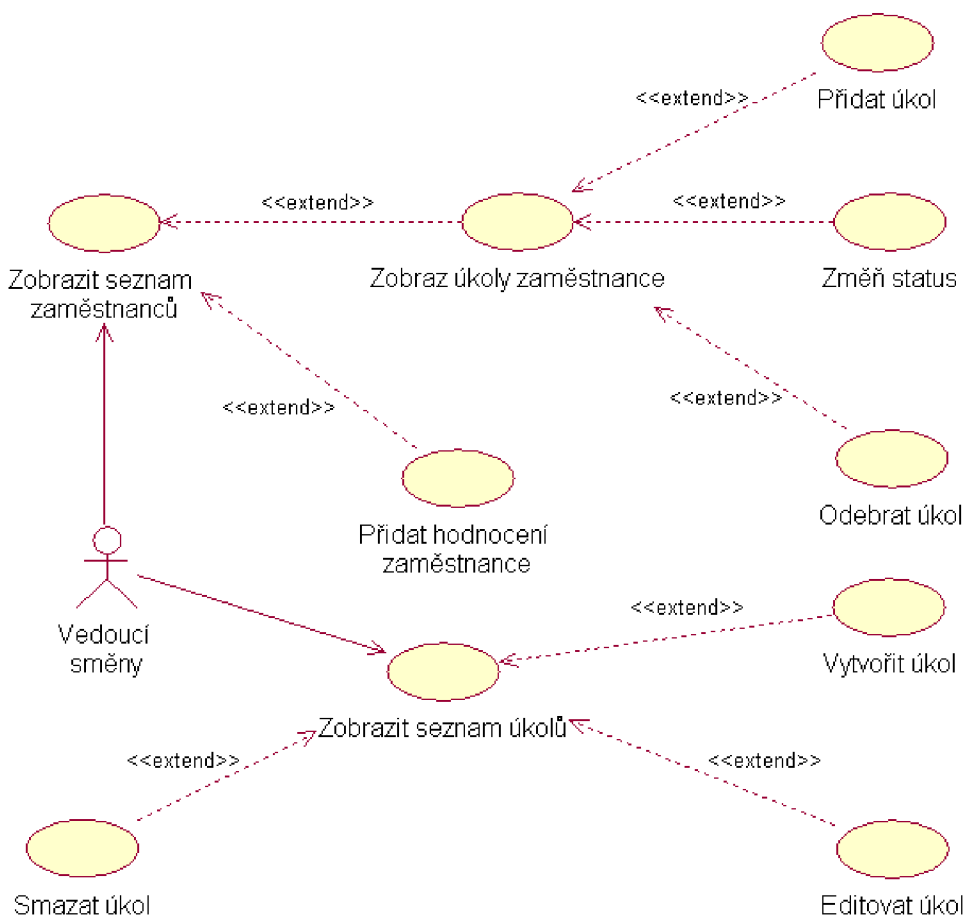 <<extend>>
Přidat úkol
<<extend>>
<<extend>>
Zobrazit seznam
zaměstnanců
Zobraz úkoly zaměstnance
Změň status
<<extend>>
<<extend>>
Přidat hodnocení
zaměstnance
Odebrat úkol
Vedoucí
směny
<<extend>>
Vytvořit úkol
Zobrazit seznam úkolů
<<extend>>
<<extend>>
Smazat úkol
Editovat úkol